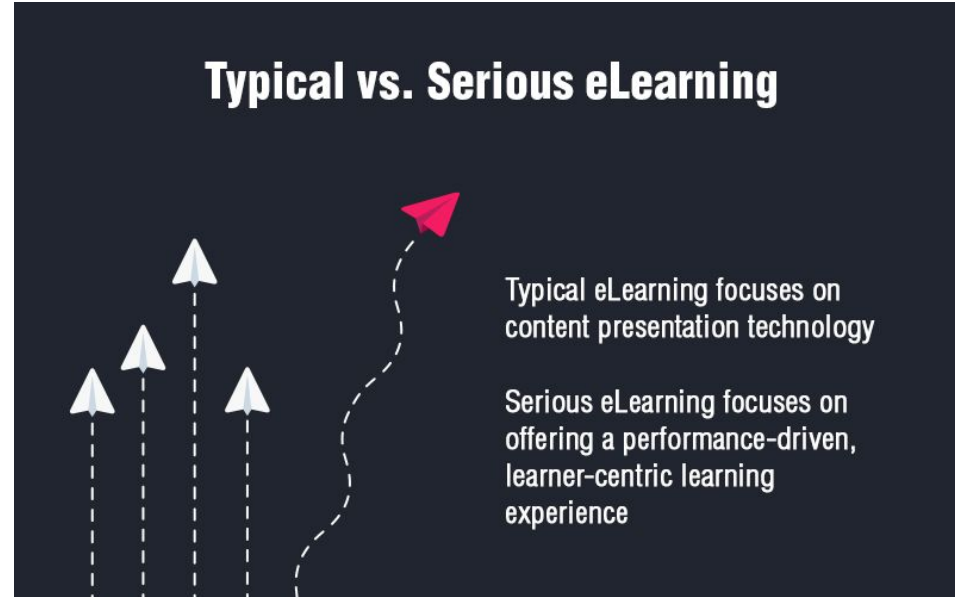 Typical vs. Serious eLearning
Typical eLearning focuses on
content presentation technology
Serious eLearning focuses on
offering a performance-driven,
learner-centric learning
experience